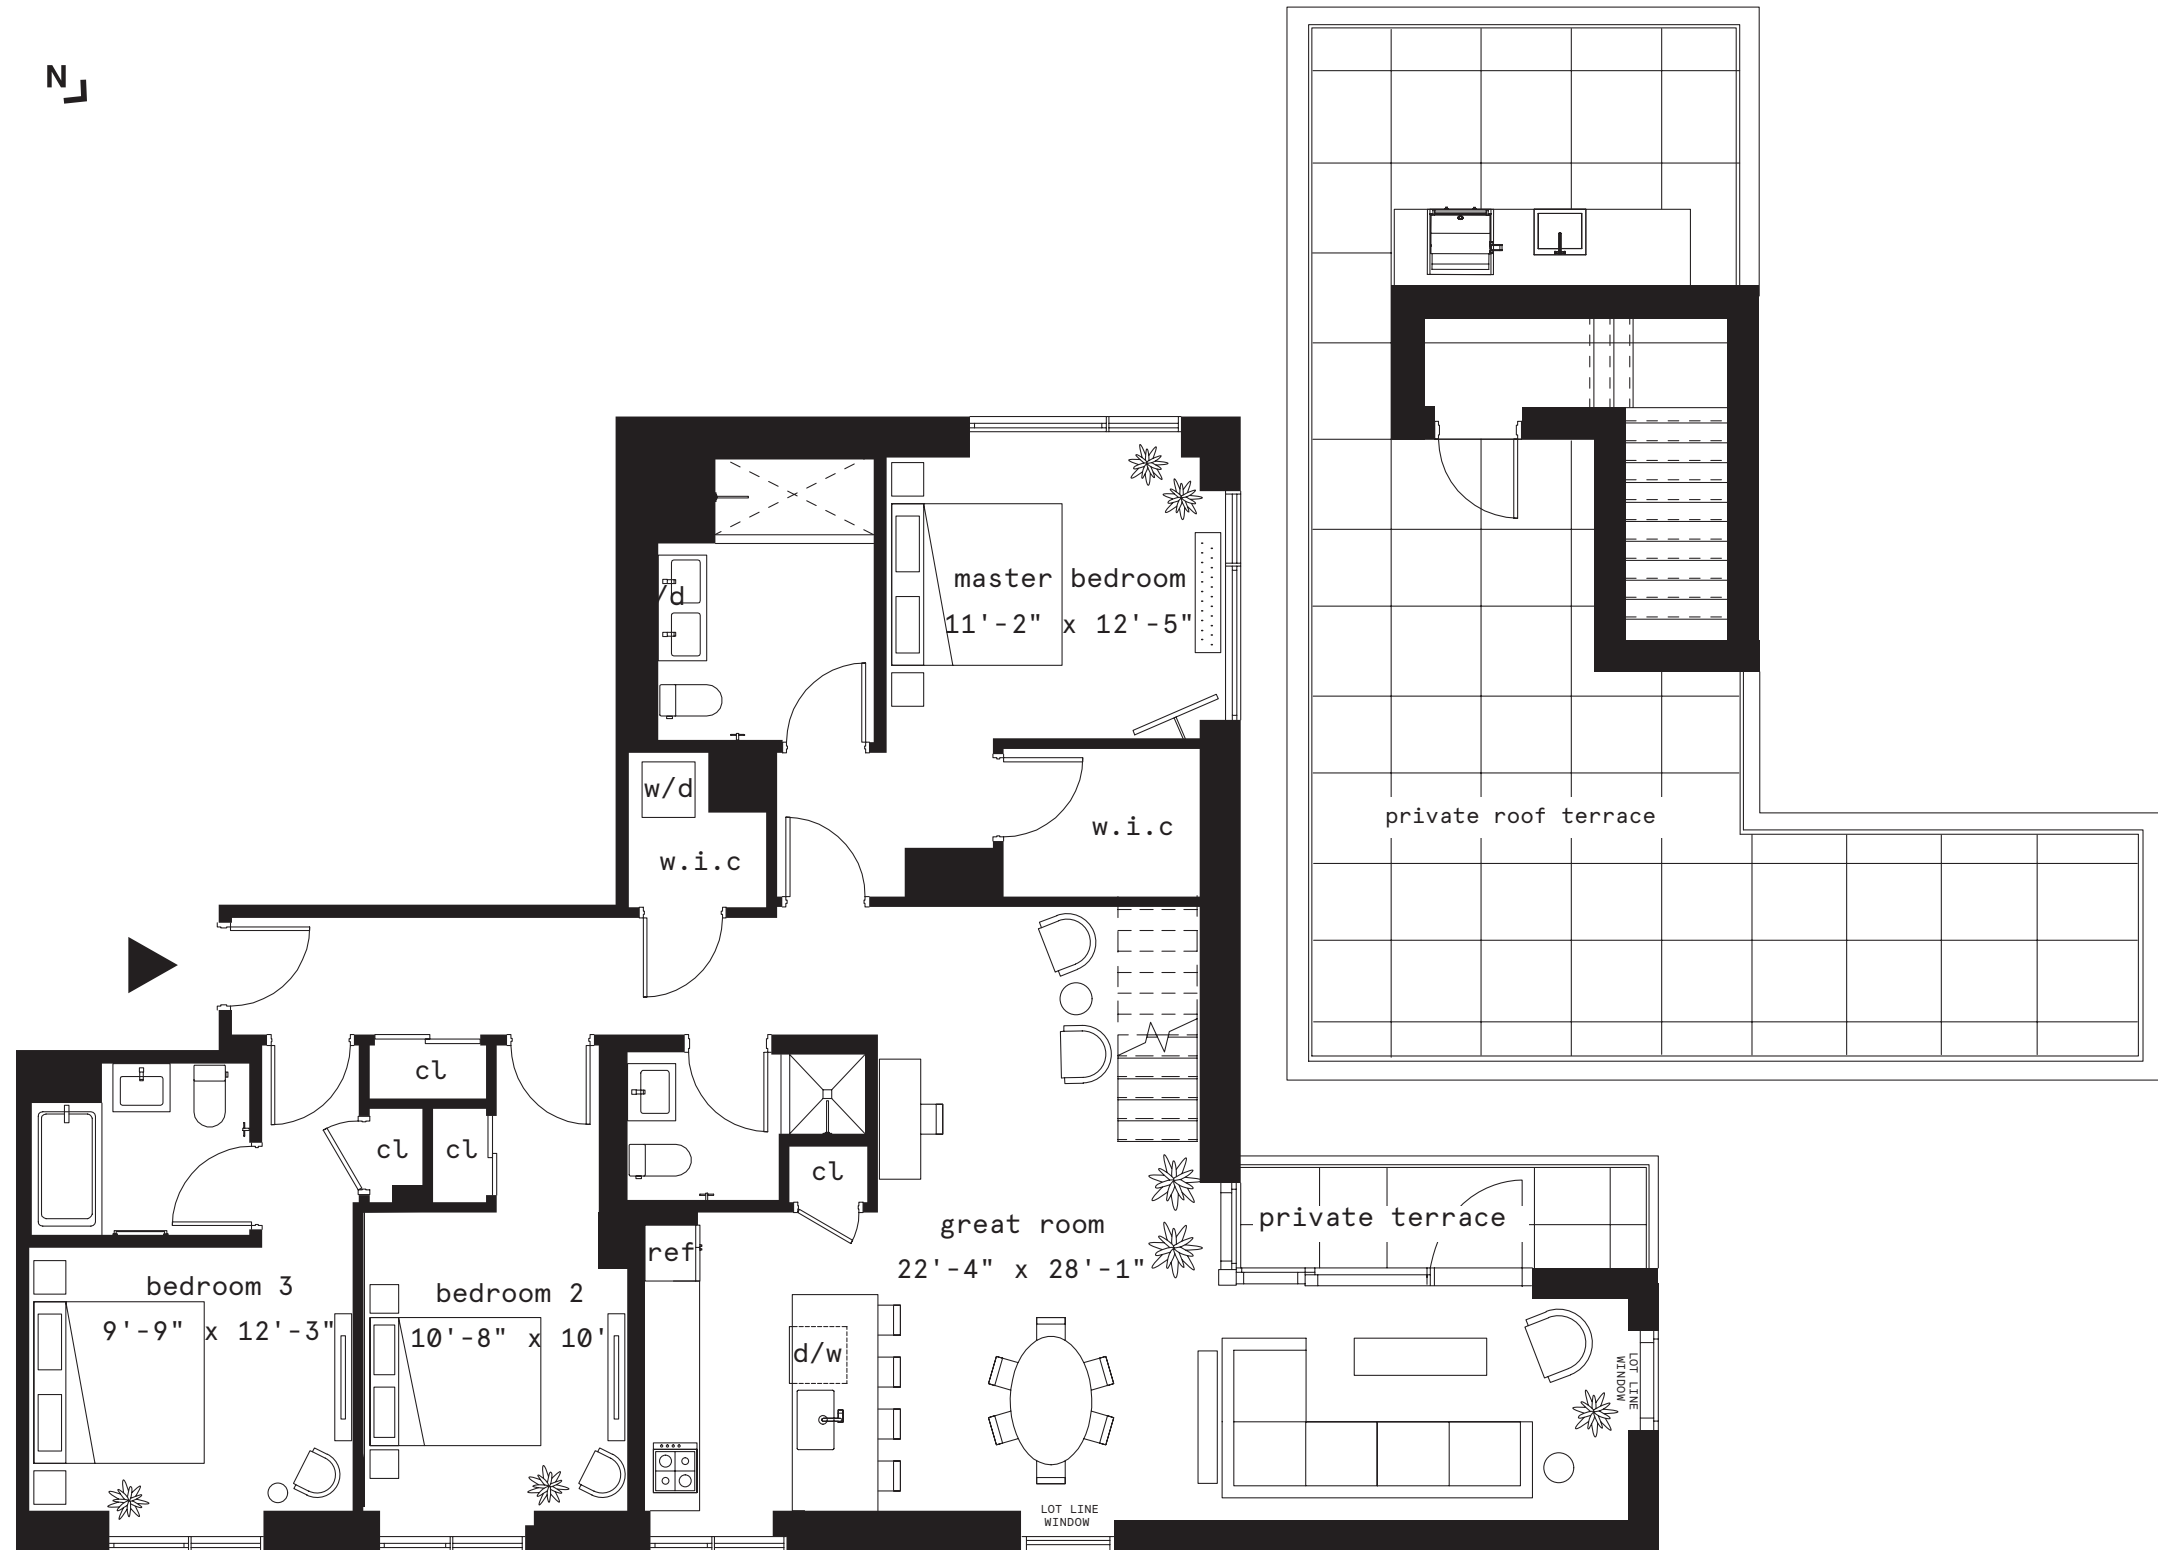 N
/d
master bedroom
11'-2" x 12'-5"
w/d
w.i.c
w.i.c
private roof terrace
cl
cl
cl
cl
great room
22'-4" x 28'-1"
private terrace
ref
bedroom 3
9'-9" x 12'-3"
bedroom 2
10'-8" x 10'
d/w
LOT LINE
WINDOW
LOT LINE
WINDOW